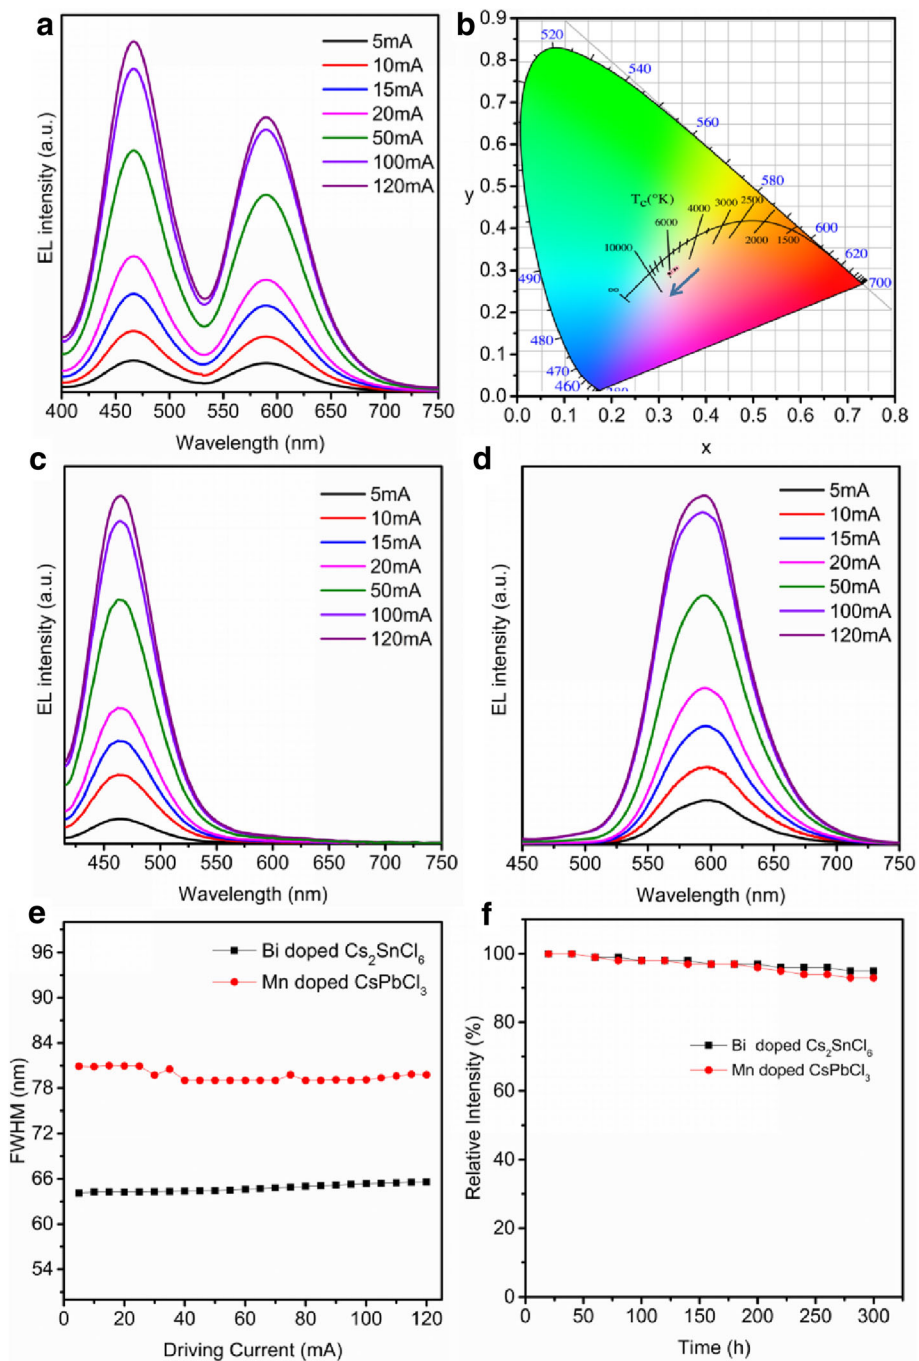 a
EL intensity (a.u.)
5mA
10mA
15mA
20mA
50mA
100mA
120mA
400 450 500 550 600 650 700 750
Wavelength (nm)
b
y
0.9
0.8
0.7
0.6
0.5
0.4
0.3
0.2
0.1
0.0
520
540
560
580
600
620
700
490
480
470
460
T_c(°K)
∞
10000
6000
4000
3000
2500
2000
1500
0.0 0.1 0.2 0.3 0.4 0.5 0.6 0.7 0.8
x
c
EL intensity (a.u.)
5mA
10mA
15mA
20mA
50mA
100mA
120mA
450 500 550 600 650 700 750
Wavelength (nm)
d
EL intensity (a.u.)
5mA
10mA
15mA
20mA
50mA
100mA
120mA
450 500 550 600 650 700 750
Wavelength (nm)
e
FWHM (nm)
96
90
84
78
72
66
60
54
Bi doped Cs2SnCl6
Mn doped CsPbCl3
0 20 40 60 80 100 120
Driving Current (mA)
f
Relative Intensity (%)
100
80
60
40
20
0
Bi doped Cs2SnCl6
Mn doped CsPbCl3
0 50 100 150 200 250 300
Time (h)